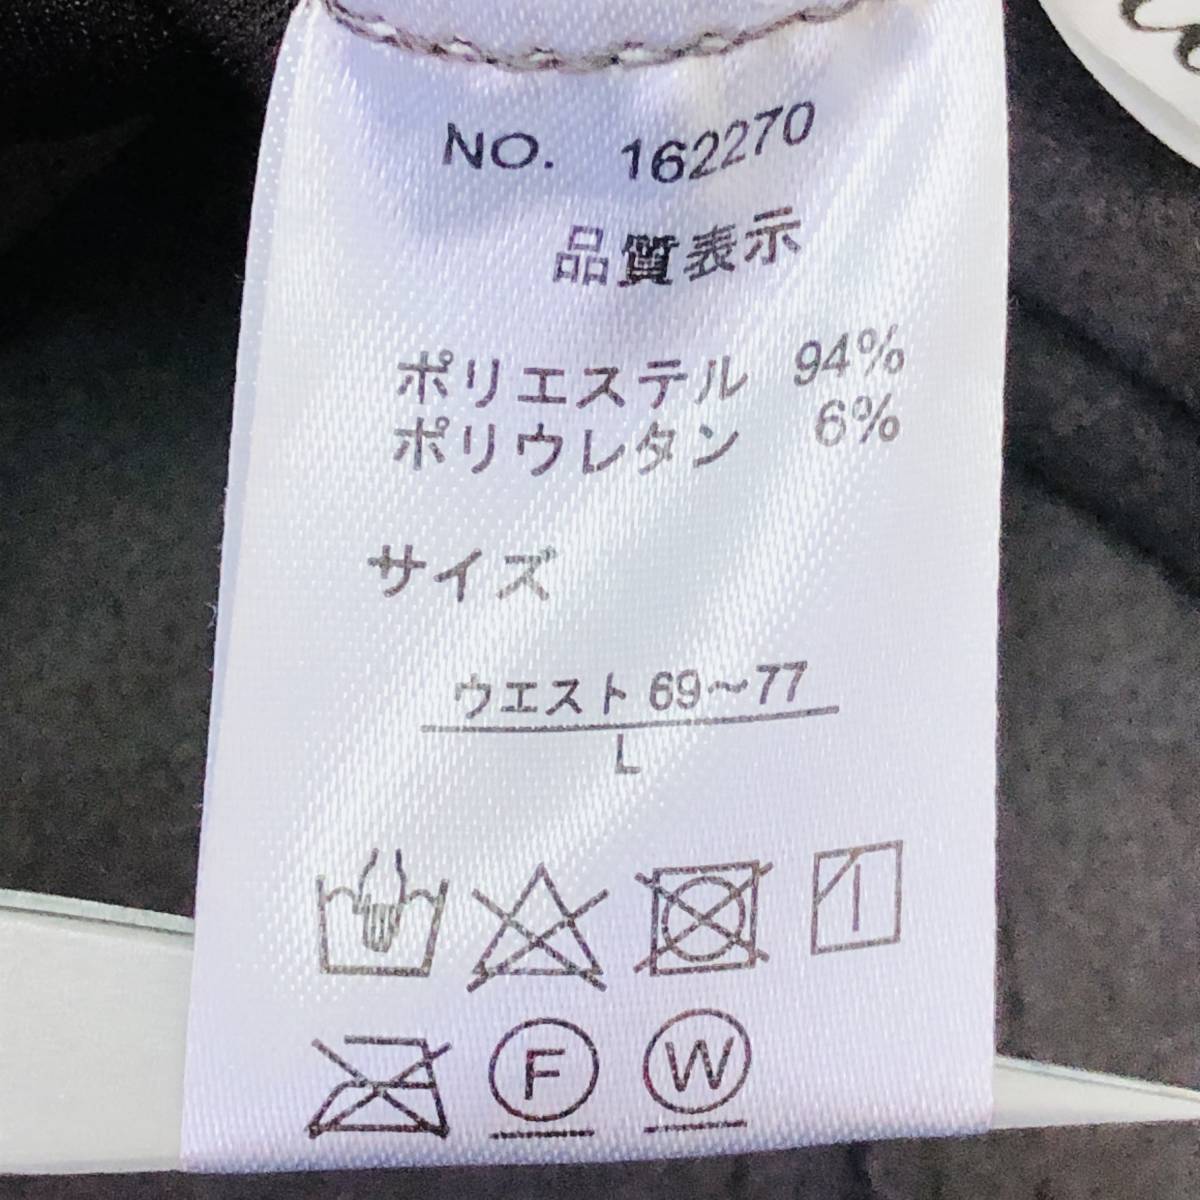 NO. 162270
品質表示
ポリエステル 94%
ポリウレタン 6%
サイズ
ウエスト 69〜77
L
F W